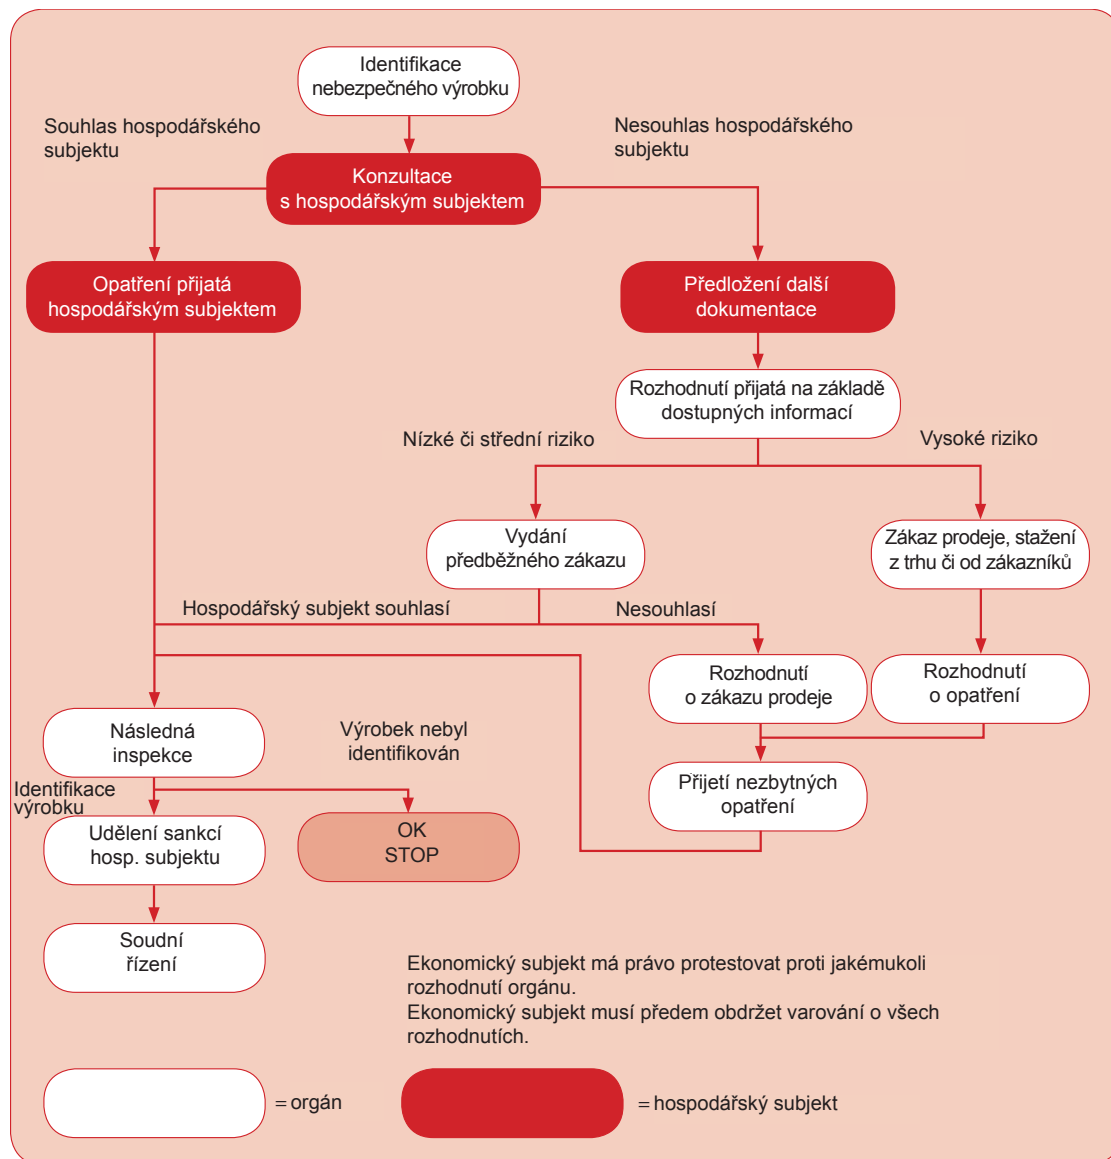 Identifikace
nebezpečného výrobku
Souhlas hospodářského
subjektu
Nesouhlas hospodářského
subjektu
Konzultace
s hospodářským subjektem
Opatření přijatá
hospodářským subjektem
Předložení další
dokumentace
Rozhodnutí přijatá na základě
dostupných informací
Nízké či střední riziko
Vysoké riziko
Vydání
předběžného zákazu
Zákaz prodeje, stažení
z trhu či od zákazníků
Hospodářský subjekt souhlasí
Nesouhlasí
Rozhodnutí
o zákazu prodeje
Rozhodnutí
o opatření
Následná
inspekce
Výrobek nebyl
identifikován
Přijetí nezbytných
opatření
Identifikace
výrobku
Udělení sankcí
hosp. subjektu
OK
STOP
Soudní
řízení
Ekonomický subjekt má právo protestovat proti jakémukoli
rozhodnutí orgánu.
Ekonomický subjekt musí předem obdržet varování o všech
rozhodnutích.
= orgán
= hospodářský subjekt